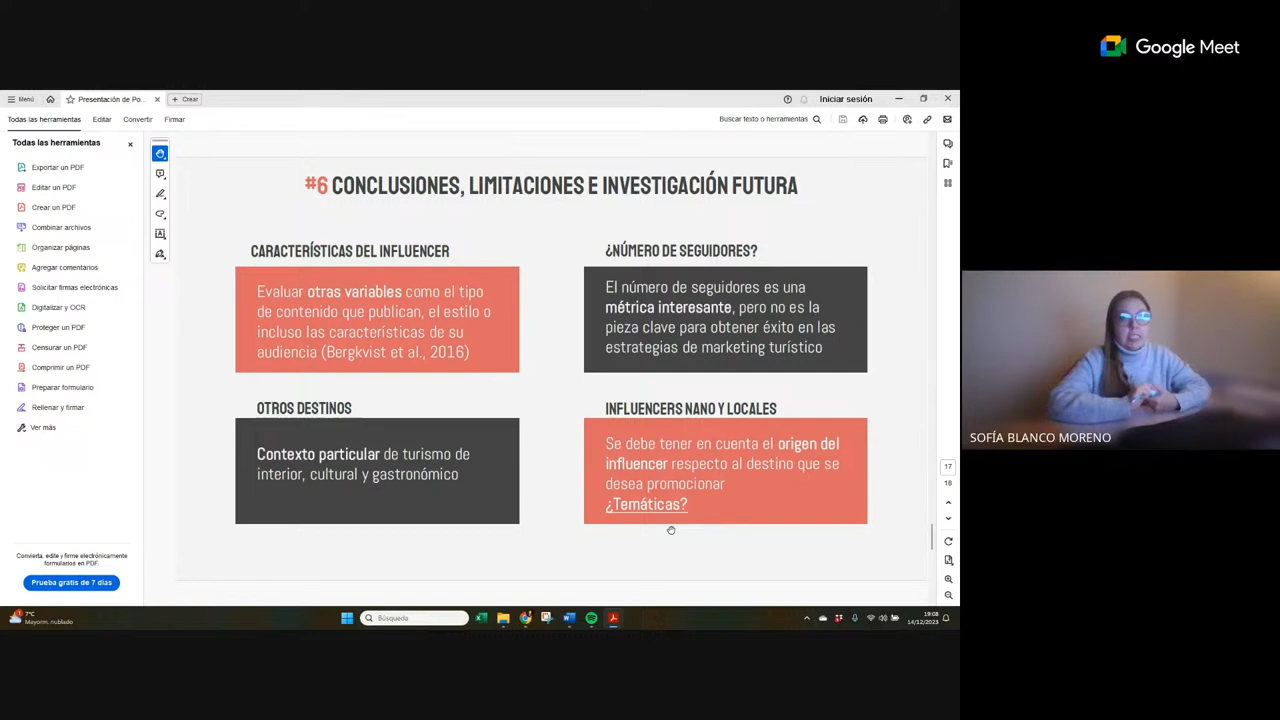 Google Meet
Menú
Presentación de Po...
Crear
Iniciar sesión
Todas las herramientas
Editar
Convertir
Firmar
Buscar texto o herramientas
Todas las herramientas
Exportar un PDF
Editar un PDF
Crear un PDF
Combinar archivos
Organizar páginas
Agregar comentarios
Solicitar firmas electrónicas
Digitalizar y OCR
Proteger un PDF
Censurar un PDF
Comprimir un PDF
Preparar formulario
Rellenar y firmar
Ver más
Convierta, edite y firme electrónicamente
formularios en PDF.
Prueba gratis de 7 días
#6 CONCLUSIONES, LIMITACIONES E INVESTIGACIÓN FUTURA
CARACTERÍSTICAS DEL INFLUENCER
Evaluar otras variables como el tipo
de contenido que publican, el estilo o
incluso las características de su
audiencia (Bergkvist et al., 2016)
¿NÚMERO DE SEGUIDORES?
El número de seguidores es una
métrica interesante, pero no es la
pieza clave para obtener éxito en las
estrategias de marketing turístico
OTROS DESTINOS
Contexto particular de turismo de
interior, cultural y gastronómico
INFLUENCERS NANO Y LOCALES
Se debe tener en cuenta el origen del
influencer respecto al destino que se
desea promocionar
¿Temáticas?
17
18
SOFÍA BLANCO MORENO
7°C
Mayorm. nublado
Búsqueda
19:08
14/12/2023